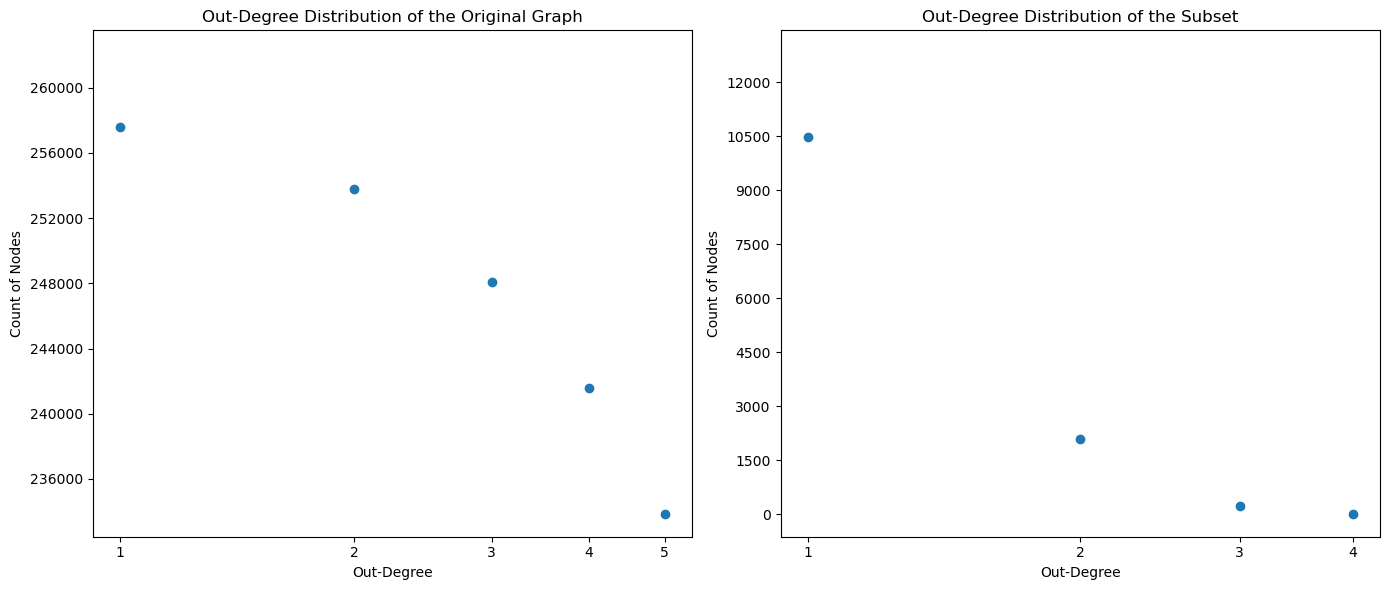 Out-Degree Distribution of the Original Graph
Count of Nodes
260000
256000
252000
248000
244000
240000
236000
1 2 3 4 5
Out-Degree
Out-Degree Distribution of the Subset
Count of Nodes
12000
10500
9000
7500
6000
4500
3000
1500
0
1 2 3 4
Out-Degree